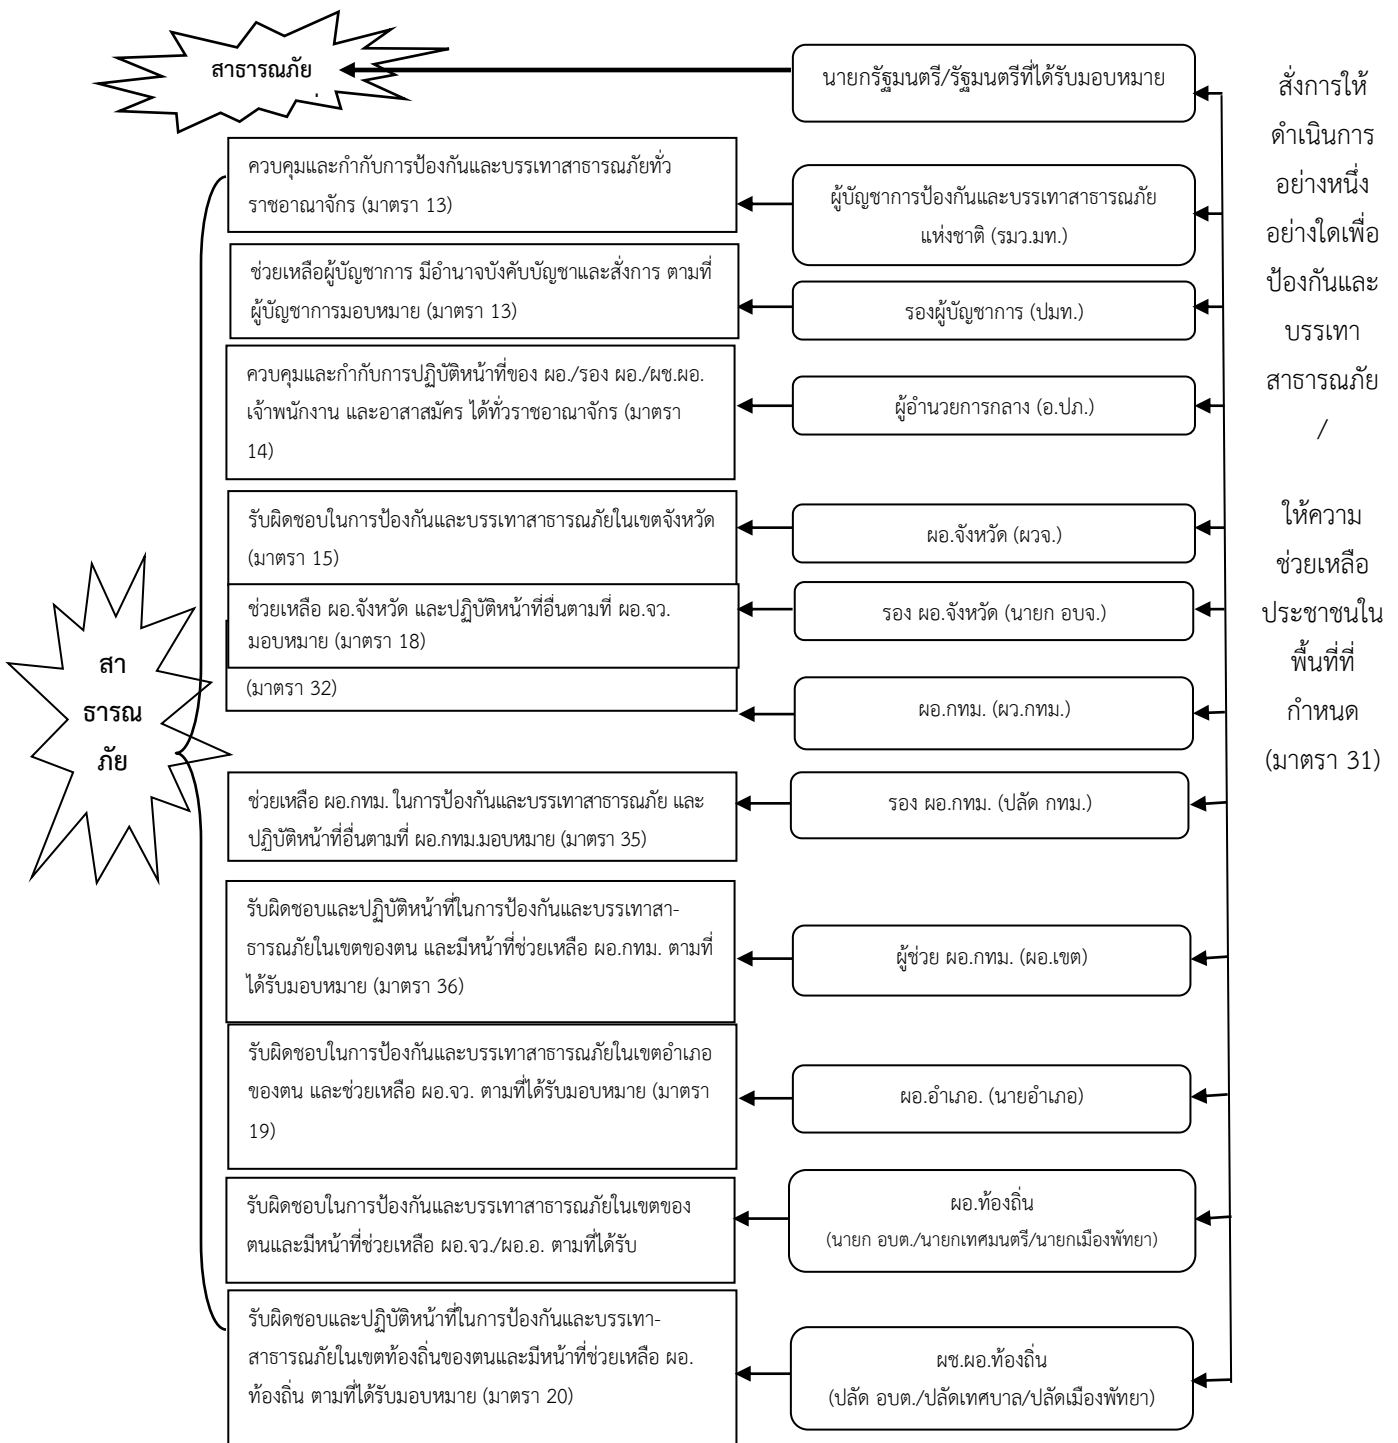 สาธารณภัย
นายกรัฐมนตรี/รัฐมนตรีที่ได้รับมอบหมาย
ควบคุมและกำกับการป้องกันและบรรเทาสาธารณภัยทั่ว
ราชอาณาจักร (มาตรา 13)
ผู้บัญชาการป้องกันและบรรเทาสาธารณภัย
แห่งชาติ (รมว.มท.)
ช่วยเหลือผู้บัญชาการ มีอำนาจบังคับบัญชาและสั่งการ ตามที่
ผู้บัญชาการมอบหมาย (มาตรา 13)
รองผู้บัญชาการ (ปมท.)
ควบคุมและกำกับการปฏิบัติหน้าที่ของ ผอ./รอง ผอ./ผช.ผอ.
เจ้าพนักงาน และอาสาสมัคร ได้ทั่วราชอาณาจักร (มาตรา
14)
ผู้อำนวยการกลาง (อ.ปภ.)
รับผิดชอบในการป้องกันและบรรเทาสาธารณภัยในเขตจังหวัด
(มาตรา 15)
ผอ.จังหวัด (ผวจ.)
ช่วยเหลือ ผอ.จังหวัด และปฏิบัติหน้าที่อื่นตามที่ ผอ.จว.
มอบหมาย (มาตรา 18)
รอง ผอ.จังหวัด (นายก อบจ.)
(มาตรา 32)
ผอ.กทม. (ผว.กทม.)
ช่วยเหลือ ผอ.กทม. ในการป้องกันและบรรเทาสาธารณภัย และ
ปฏิบัติหน้าที่อื่นตามที่ ผอ.กทม.มอบหมาย (มาตรา 35)
รอง ผอ.กทม. (ปลัด กทม.)
รับผิดชอบและปฏิบัติหน้าที่ในการป้องกันและบรรเทาสา-
ธารณภัยในเขตของตน และมีหน้าที่ช่วยเหลือ ผอ.กทม. ตามที่
ได้รับมอบหมาย (มาตรา 36)
ผู้ช่วย ผอ.กทม. (ผอ.เขต)
รับผิดชอบในการป้องกันและบรรเทาสาธารณภัยในเขตอำเภอ
ของตน และช่วยเหลือ ผอ.จว. ตามที่ได้รับมอบหมาย (มาตรา
19)
ผอ.อำเภอ. (นายอำเภอ)
รับผิดชอบในการป้องกันและบรรเทาสาธารณภัยในเขตของ
ตนและมีหน้าที่ช่วยเหลือ ผอ.จว./ผอ.อ. ตามที่ได้รับ
ผอ.ท้องถิ่น
(นายก อบต./นายกเทศมนตรี/นายกเมืองพัทยา)
รับผิดชอบและปฏิบัติหน้าที่ในการป้องกันและบรรเทา-
สาธารณภัยในเขตท้องถิ่นของตนและมีหน้าที่ช่วยเหลือ ผอ.
ท้องถิ่น ตามที่ได้รับมอบหมาย (มาตรา 20)
ผช.ผอ.ท้องถิ่น
(ปลัด อบต./ปลัดเทศบาล/ปลัดเมืองพัทยา)
สา
ธารณ
ภัย
สั่งการให้
ดำเนินการ
อย่างหนึ่ง
อย่างใดเพื่อ
ป้องกันและ
บรรเทา
สาธารณภัย
/
ให้ความ
ช่วยเหลือ
ประชาชนใน
พื้นที่ที่
กำหนด
(มาตรา 31)